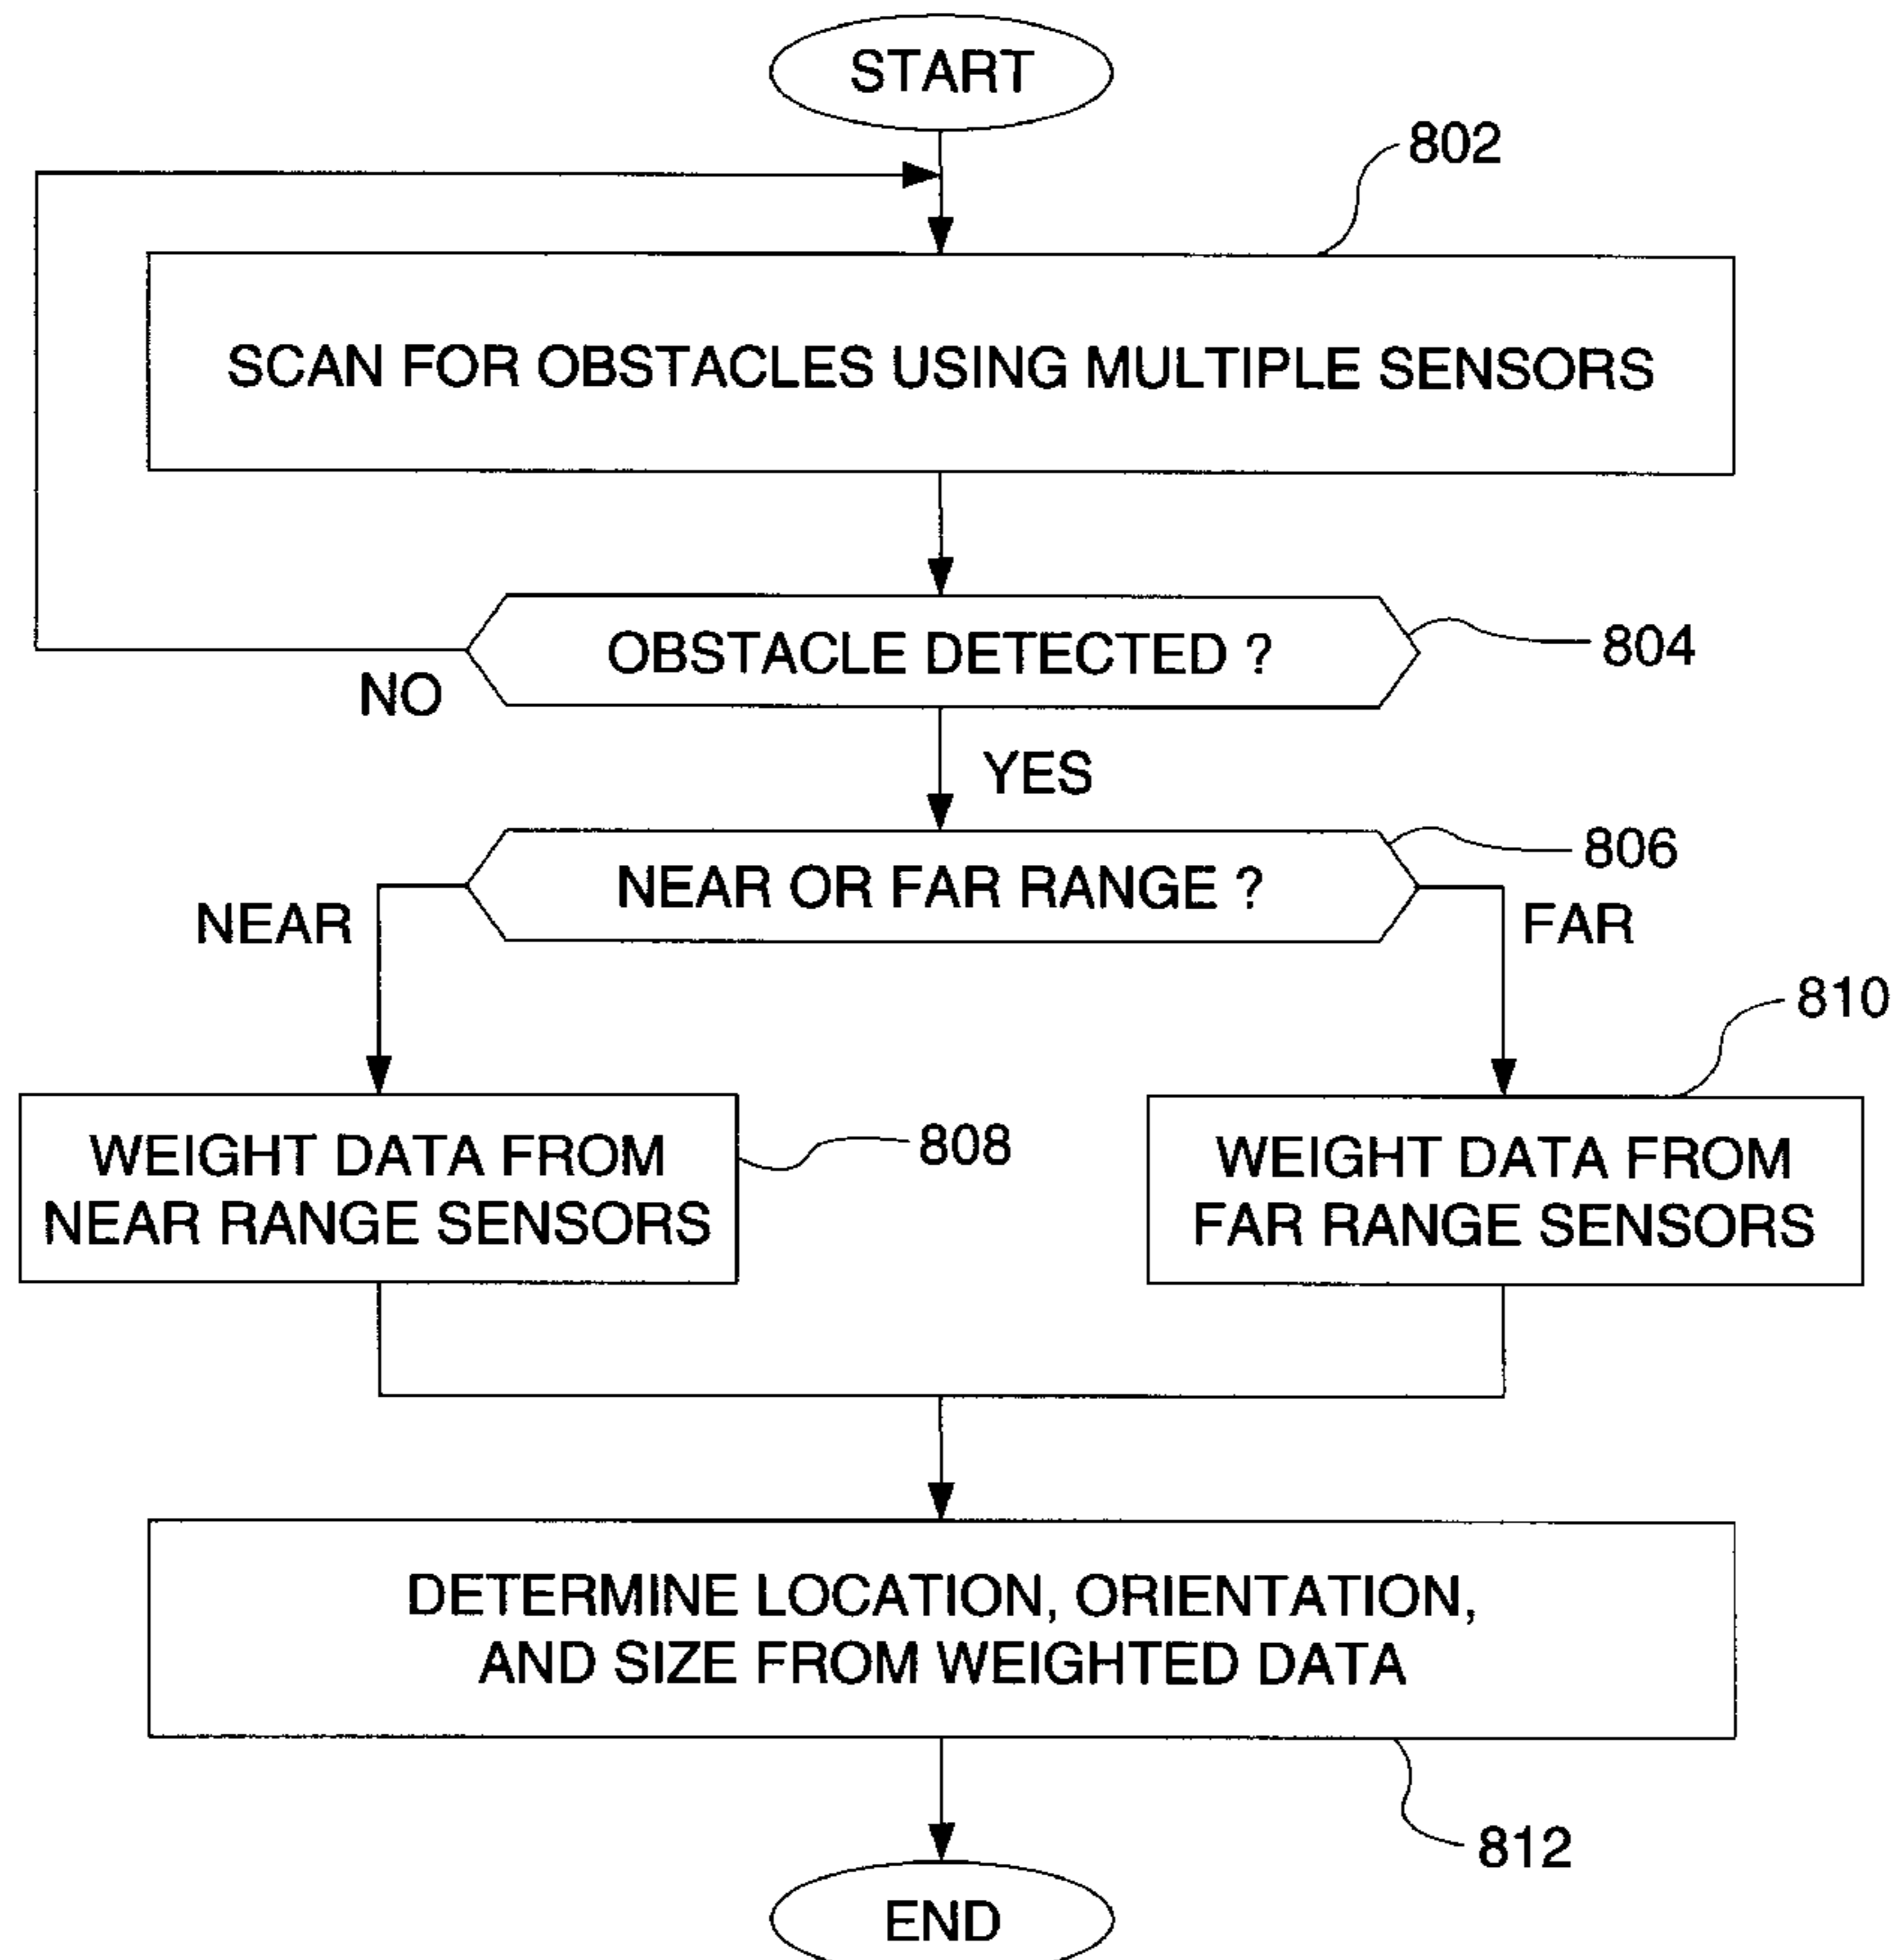 START
802
SCAN FOR OBSTACLES USING MULTIPLE SENSORS
OBSTACLE DETECTED ?
804
NO
YES
NEAR OR FAR RANGE ?
806
NEAR
FAR
810
WEIGHT DATA FROM
NEAR RANGE SENSORS
808
WEIGHT DATA FROM
FAR RANGE SENSORS
DETERMINE LOCATION, ORIENTATION,
AND SIZE FROM WEIGHTED DATA
812
END